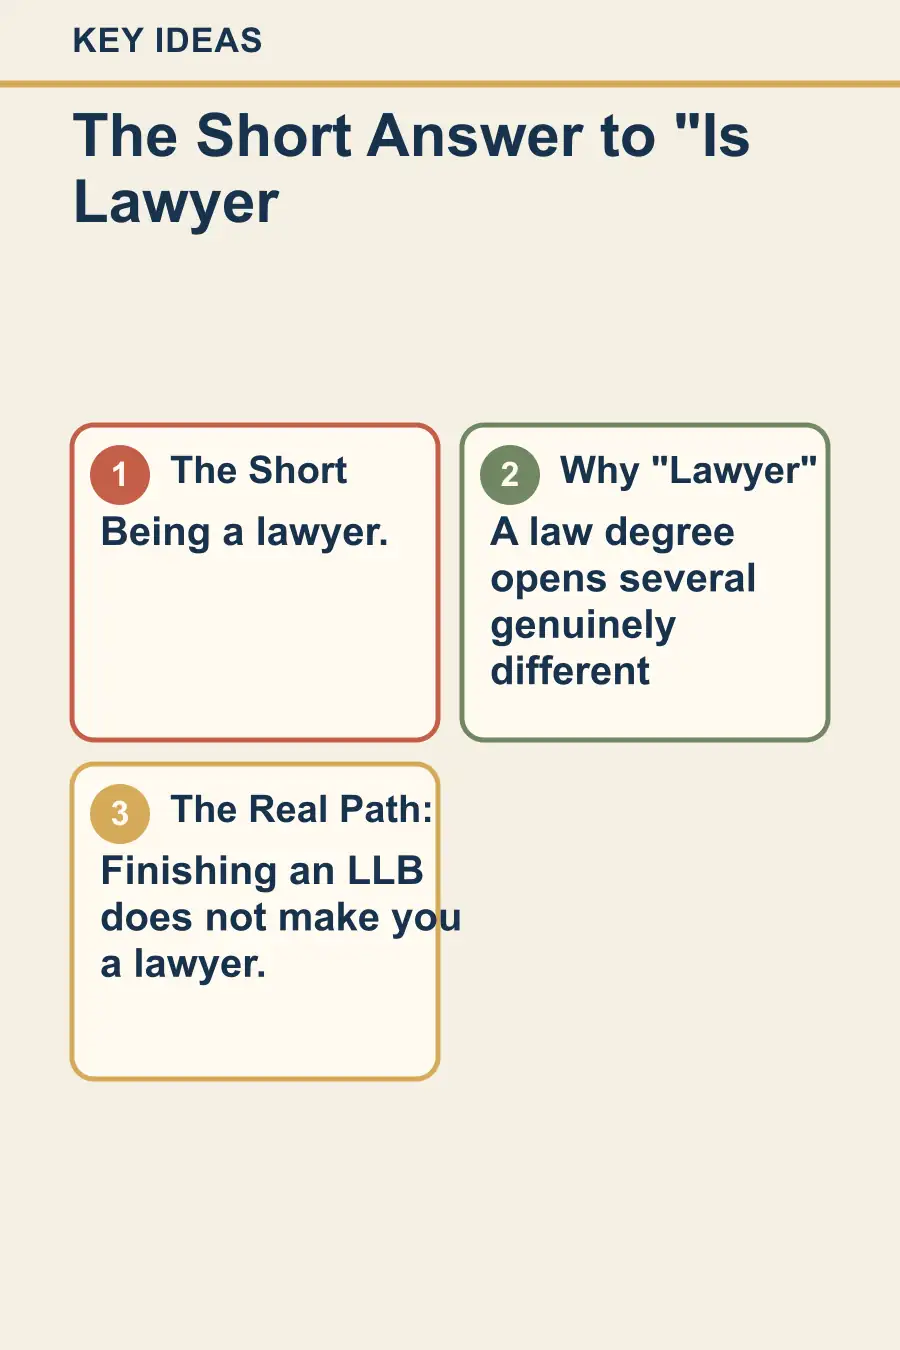 KEY IDEAS
The Short Answer to "Is
Lawyer
1 The Short
Being a lawyer.
2 Why "Lawyer"
A law degree
opens several
genuinely
different
3 The Real Path:
Finishing an LLB
does not make you
a lawyer.